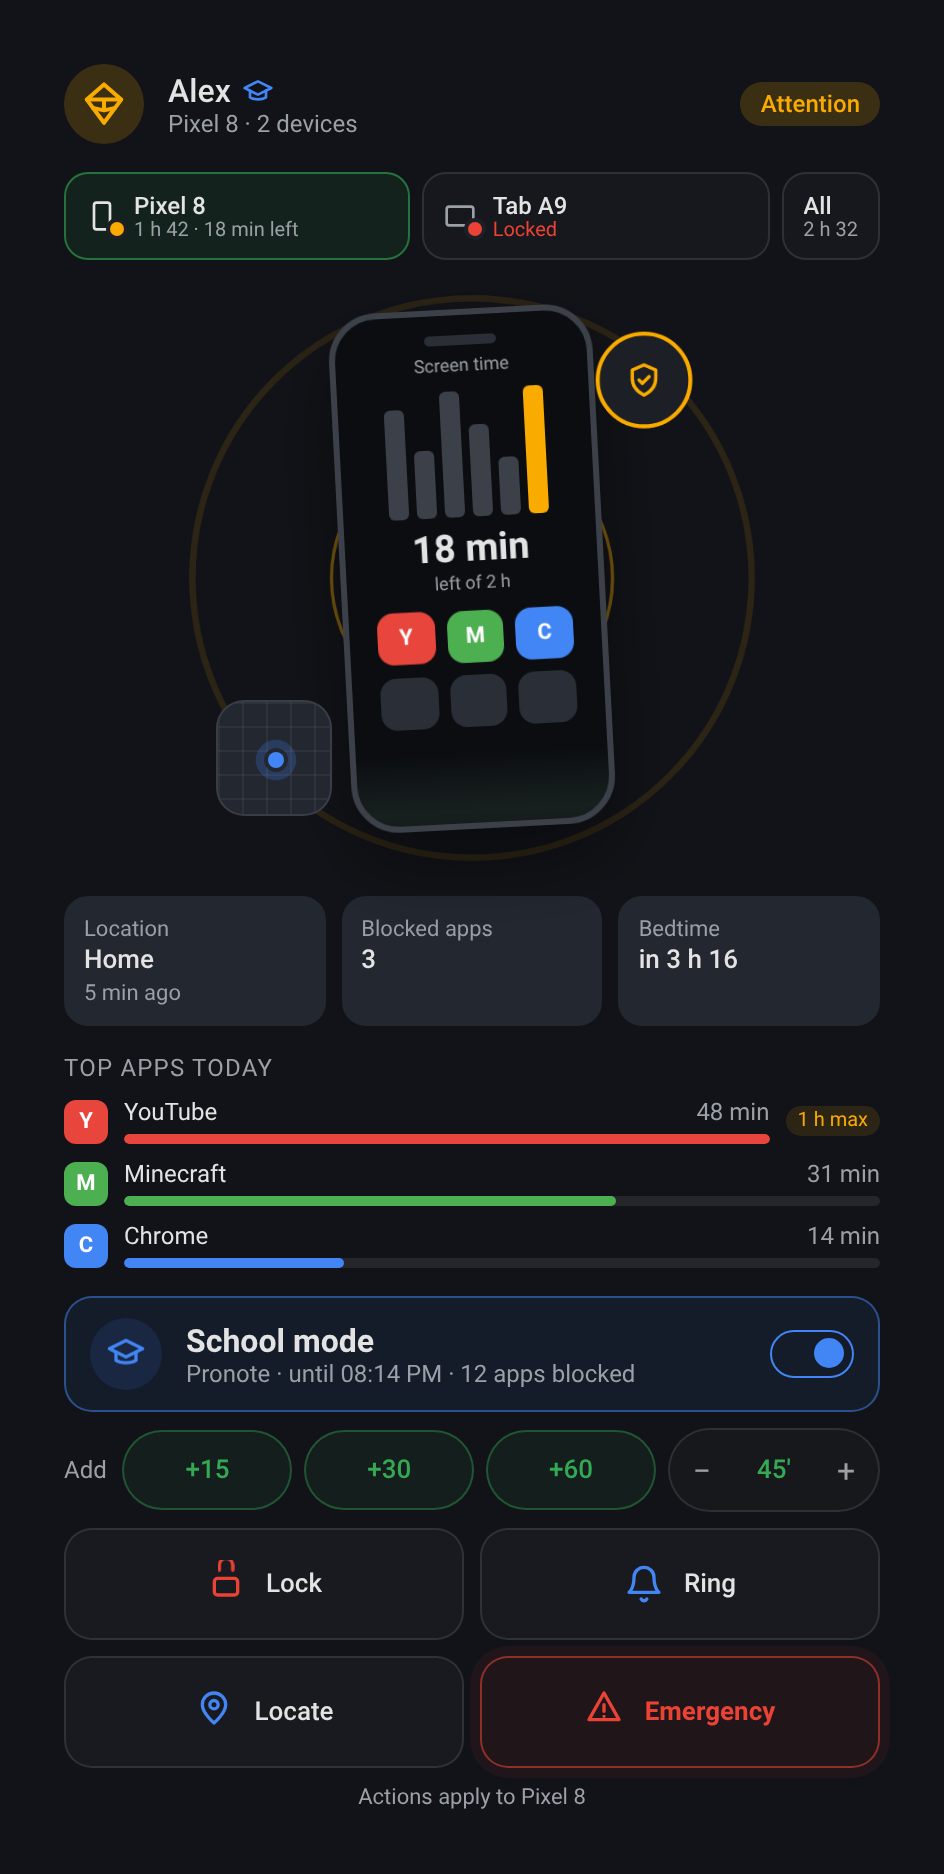 Alex
Pixel 8 · 2 devices
Attention
Pixel 8
1 h 42 · 18 min left
Tab A9
Locked
All
2 h 32
Screen time
18 min
left of 2 h
Y M C
Location
Home
5 min ago
Blocked apps
3
Bedtime
in 3 h 16
TOP APPS TODAY
Y YouTube 48 min 1 h max
M Minecraft 31 min
C Chrome 14 min
School mode
Pronote · until 08:14 PM · 12 apps blocked
Add +15 +30 +60 − 45' +
Lock
Ring
Locate
Emergency
Actions apply to Pixel 8